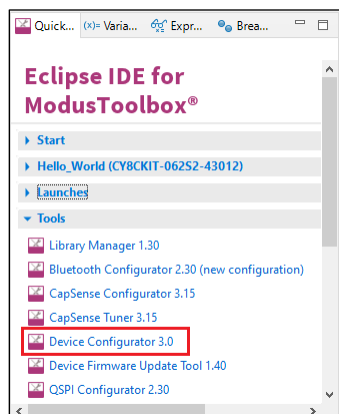 Quick... (x)= Varia... Expr... Brea...
Eclipse IDE for
ModusToolbox®
Start
Hello_World (CY8CKIT-062S2-43012)
Launches
Tools
Library Manager 1.30
Bluetooth Configurator 2.30 (new configuration)
CapSense Configurator 3.15
CapSense Tuner 3.15
Device Configurator 3.0
Device Firmware Update Tool 1.40
QSPI Configurator 2.30